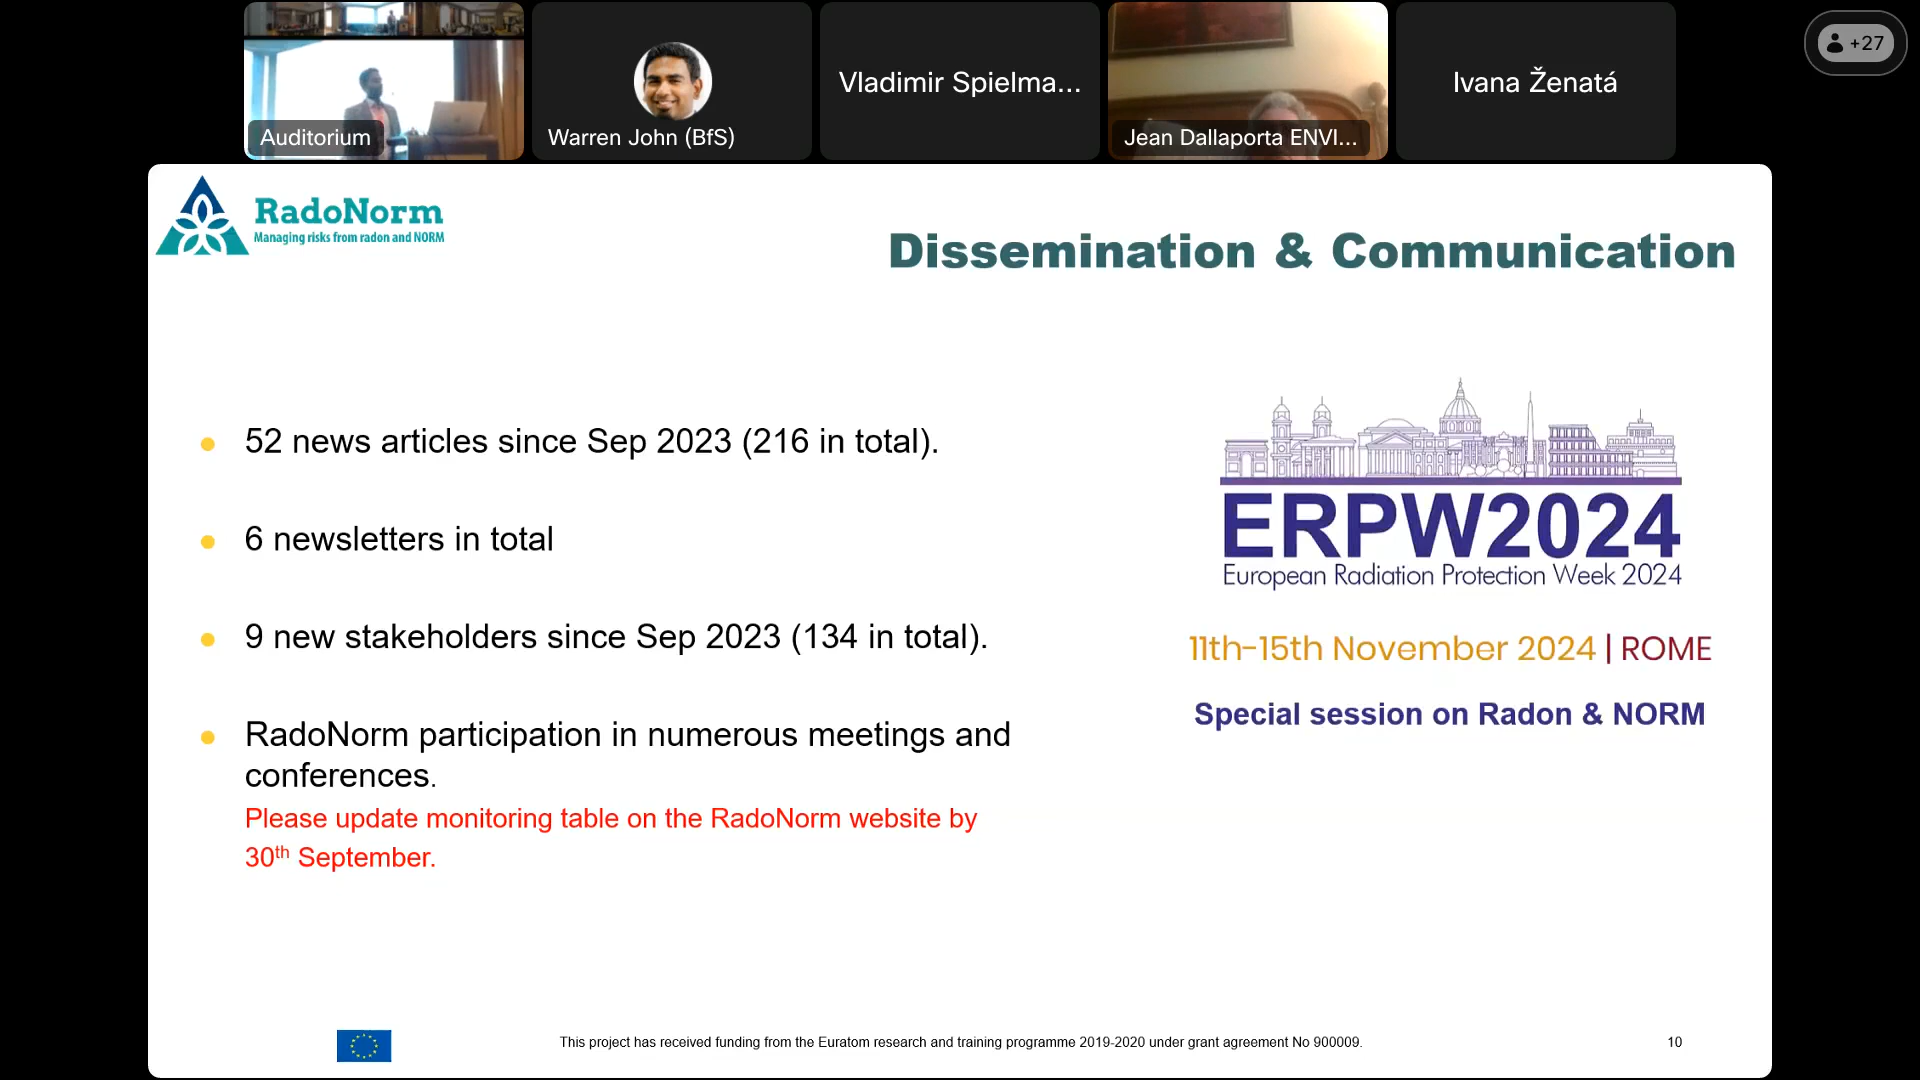 Auditorium
Warren John (BfS)
Vladimir Spielma...
Jean Dallaporta ENVI...
Ivana Ženatá
+27
RadoNorm
Managing risks from radon and NORM
Dissemination & Communication
52 news articles since Sep 2023 (216 in total).
6 newsletters in total
9 new stakeholders since Sep 2023 (134 in total).
RadoNorm participation in numerous meetings and
conferences.
Please update monitoring table on the RadoNorm website by
30th September.
ERPW2024
European Radiation Protection Week 2024
11th-15th November 2024 | ROME
Special session on Radon & NORM
This project has received funding from the Euratom research and training programme 2019-2020 under grant agreement No 900009.
10